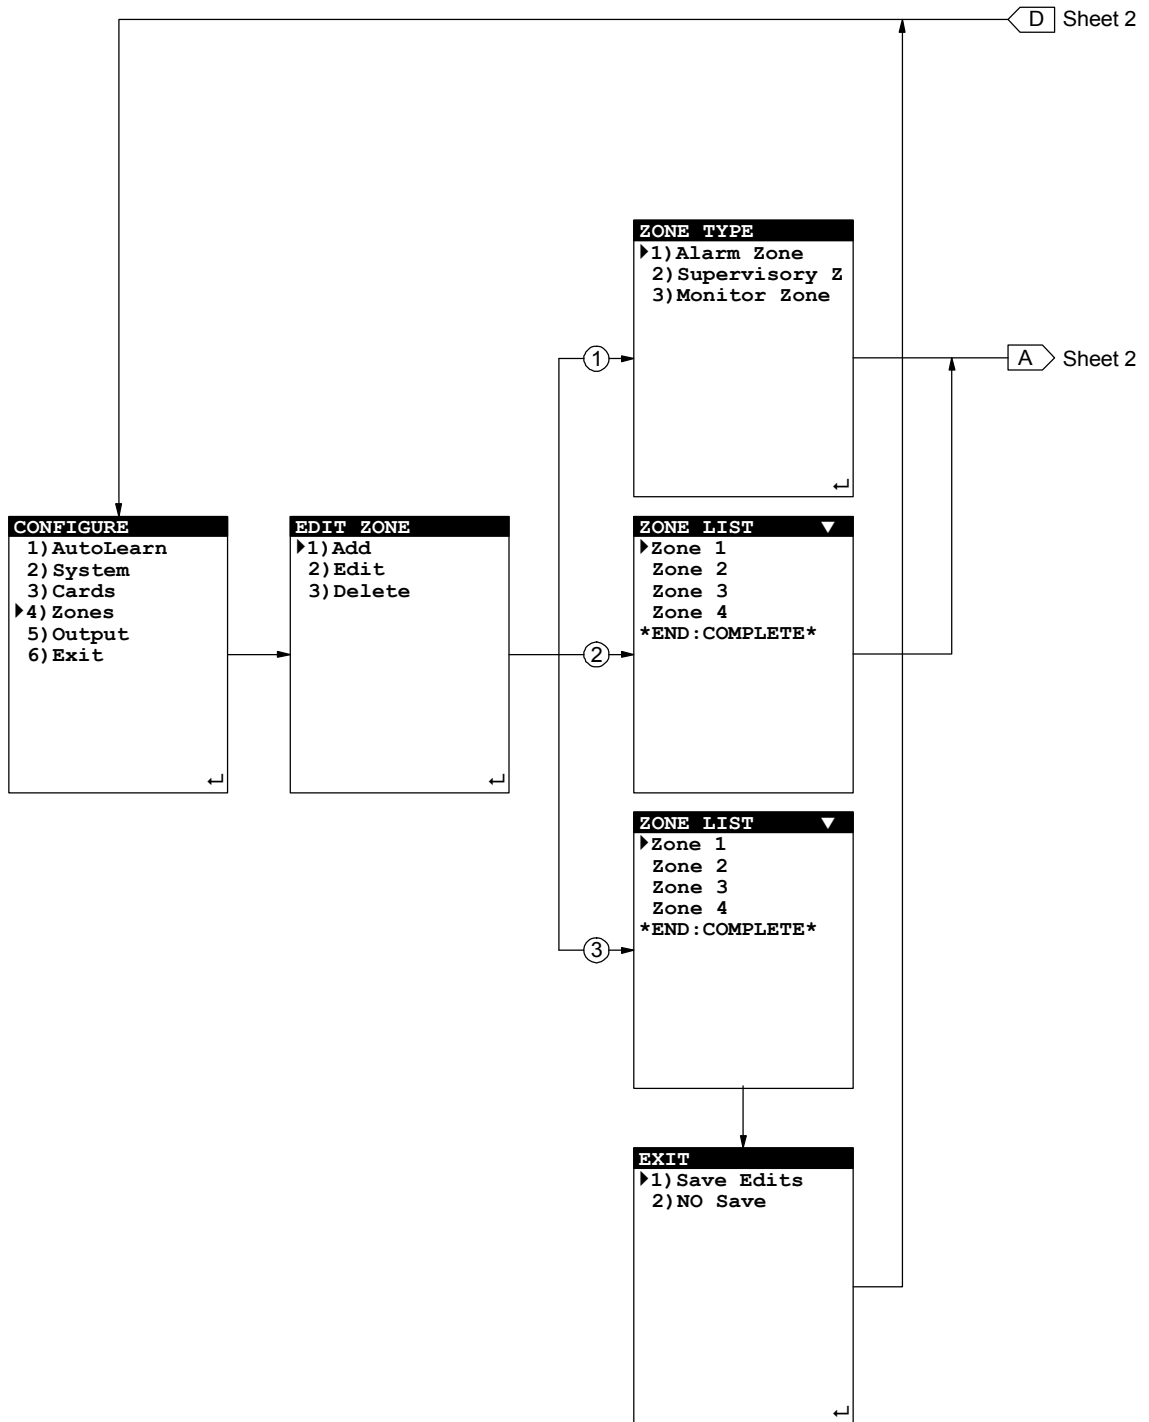 D Sheet 2
ZONE TYPE
1)Alarm Zone
2)Supervisory Z
3)Monitor Zone
1
A Sheet 2
CONFIGURE
1)AutoLearn
2)System
3)Cards
4)Zones
5)Output
6)Exit
EDIT ZONE
1)Add
2)Edit
3)Delete
2
ZONE LIST
Zone 1
Zone 2
Zone 3
Zone 4
*END:COMPLETE*
3
ZONE LIST
Zone 1
Zone 2
Zone 3
Zone 4
*END:COMPLETE*
EXIT
1)Save Edits
2)NO Save